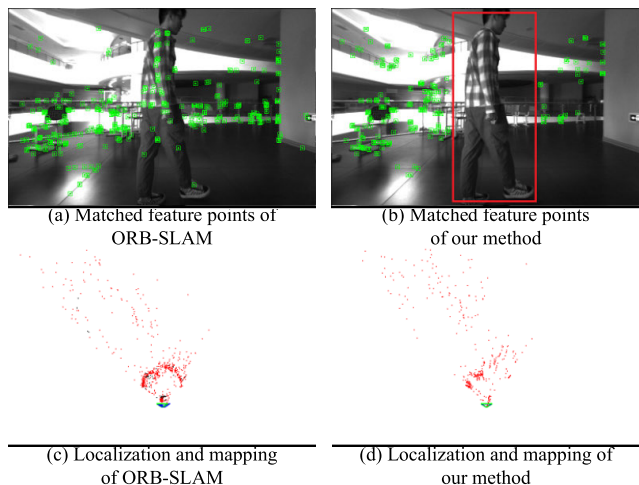 (a) Matched feature points of
ORB-SLAM
(b) Matched feature points
of our method
(c) Localization and mapping
of ORB-SLAM
(d) Localization and mapping of
our method